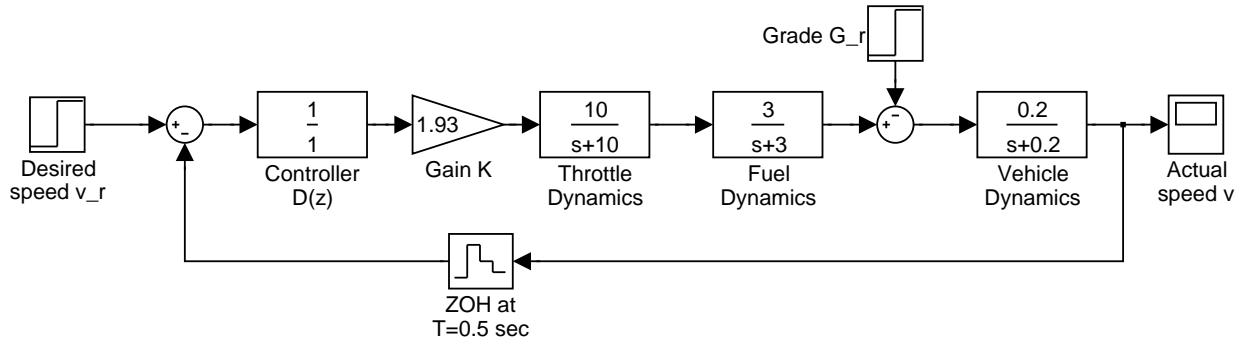 Grade G_r
Desired
speed v_r
+
−
1
1
Controller
D(z)
1.93
Gain K
10
s+10
Throttle
Dynamics
3
s+3
Fuel
Dynamics
+
−
0.2
s+0.2
Vehicle
Dynamics
Actual
speed v
ZOH at
T=0.5 sec